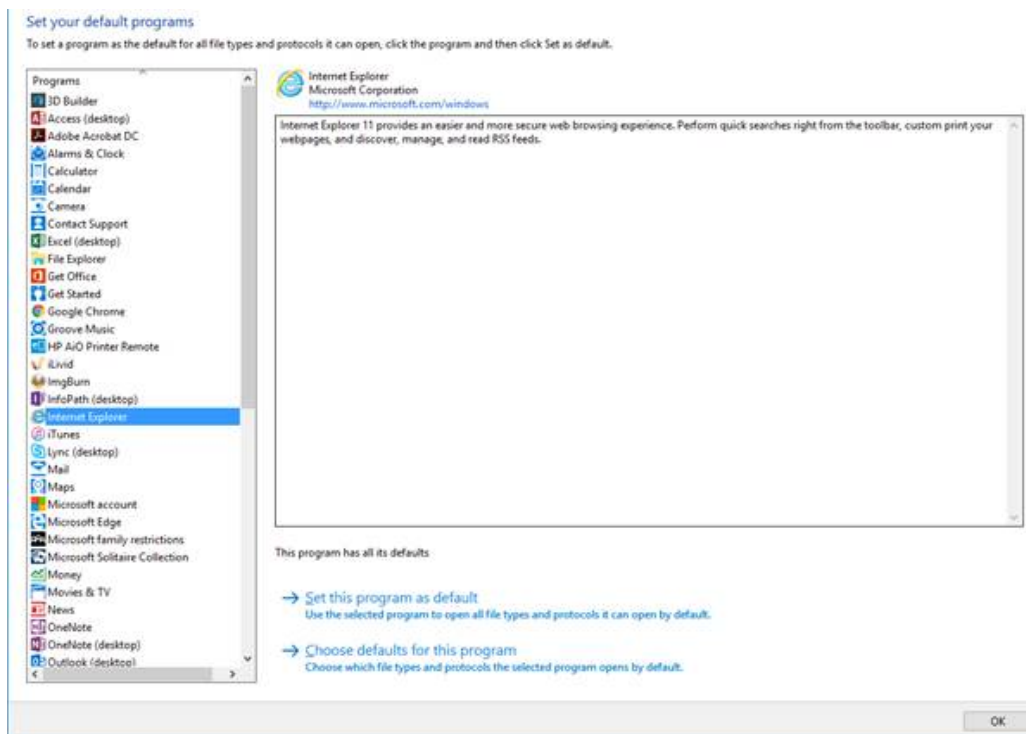 Set your default programs
To set a program as the default for all file types and protocols it can open, click the program and then click Set as default.
Programs
3D Builder
Access (desktop)
Adobe Acrobat DC
Alarms & Clock
Calculator
Calendar
Camera
Contact Support
Excel (desktop)
File Explorer
Get Office
Get Started
Google Chrome
Groove Music
HP AiO Printer Remote
iLivid
ImgBurn
InfoPath (desktop)
Internet Explorer
iTunes
Lync (desktop)
Mail
Maps
Microsoft account
Microsoft Edge
Microsoft family restrictions
Microsoft Solitaire Collection
Money
Movies & TV
News
OneNote
OneNote (desktop)
Outlook (desktop)
Internet Explorer
Microsoft Corporation
http://www.microsoft.com/windows
Internet Explorer 11 provides an easier and more secure web browsing experience. Perform quick searches right from the toolbar, custom print your
webpages, and discover, manage, and read RSS feeds.
This program has all its defaults
Set this program as default
Use the selected program to open all file types and protocols it can open by default.
Choose defaults for this program
Choose which file types and protocols the selected program opens by default.
OK